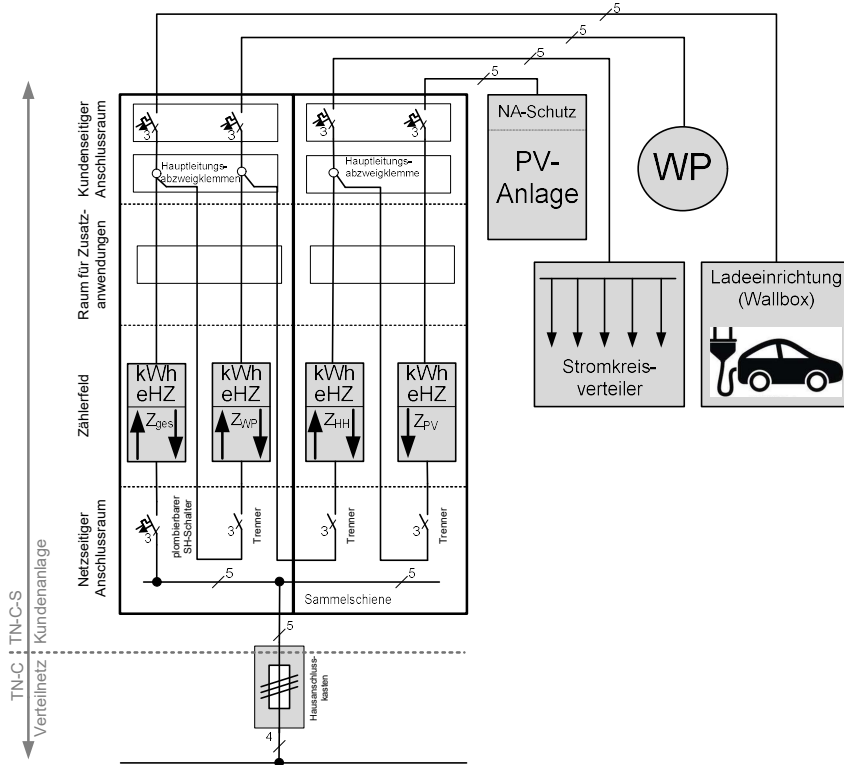 5
5
5
5
Kundenseitiger
Anschlussraum
3
3
3
3
Hauptleitungs-
abzweigklemmen
Hauptleitungs-
abzweigklemme
NA-Schutz
PV-
Anlage
WP
Raum für Zusatz-
anwendungen
Ladeeinrichtung
(Wallbox)
Stromkreis-
verteiler
Zählerfeld
kWh
eHZ
Zges
kWh
eHZ
ZWP
kWh
eHZ
ZHH
kWh
eHZ
ZPV
Netzseitiger
Anschlussraum
3
plombierbarer
SH-Schalter
3
Trenner
3
Trenner
3
Trenner
5
5
Sammelschiene
TN-C-S
Kundenanlage
5
TN-C
Verteilnetz
Hausanschluss-
kasten
4